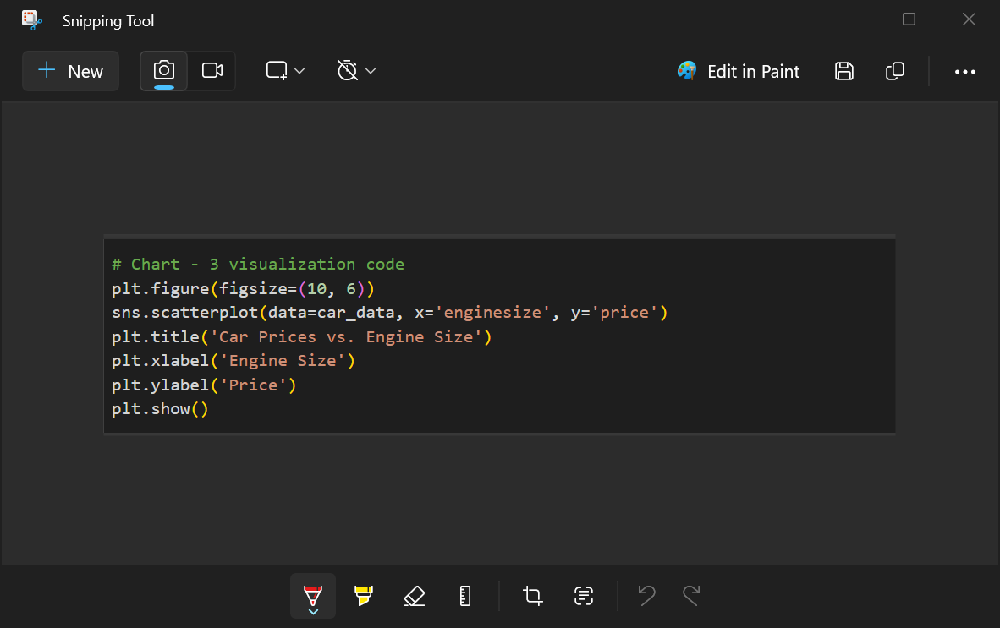 Snipping Tool
New
Edit in Paint
# Chart - 3 visualization code
plt.figure(figsize=(10, 6))
sns.scatterplot(data=car_data, x='enginesize', y='price')
plt.title('Car Prices vs. Engine Size')
plt.xlabel('Engine Size')
plt.ylabel('Price')
plt.show()